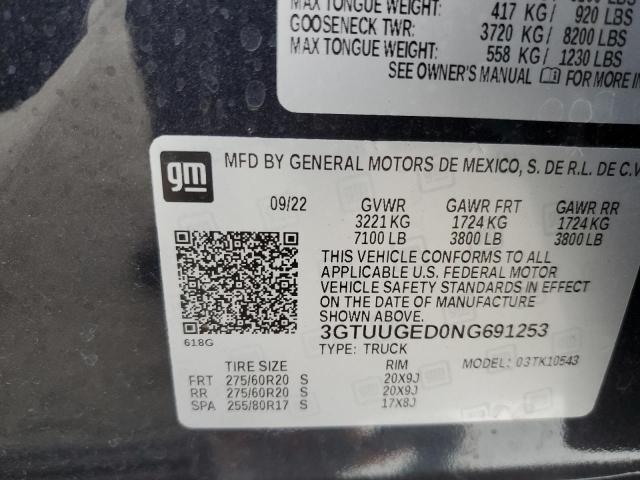 MAX TONGUE WEIGHT: 417 KG/ 920 LBS
GOOSENECK TWR: 3720 KG/ 8200 LBS
MAX TONGUE WEIGHT: 558 KG/ 1230 LBS
SEE OWNER'S MANUAL FOR MORE IN
gm
MFD BY GENERAL MOTORS DE MEXICO, S. DE R.L. DE C.V
09/22 GVWR GAWR FRT GAWR RR
3221 KG 1724 KG 1724 KG
7100 LB 3800 LB 3800 LB
THIS VEHICLE CONFORMS TO ALL
APPLICABLE U.S. FEDERAL MOTOR
VEHICLE SAFETY STANDARDS IN EFFECT
ON THE DATE OF MANUFACTURE
SHOWN ABOVE.
618G
3GTUUGED0NG691253
TYPE: TRUCK MODEL: 03TK10543
TIRE SIZE RIM
FRT 275/60R20 S 20X9J
RR 275/60R20 S 20X9J
SPA 255/80R17 S 17X8J